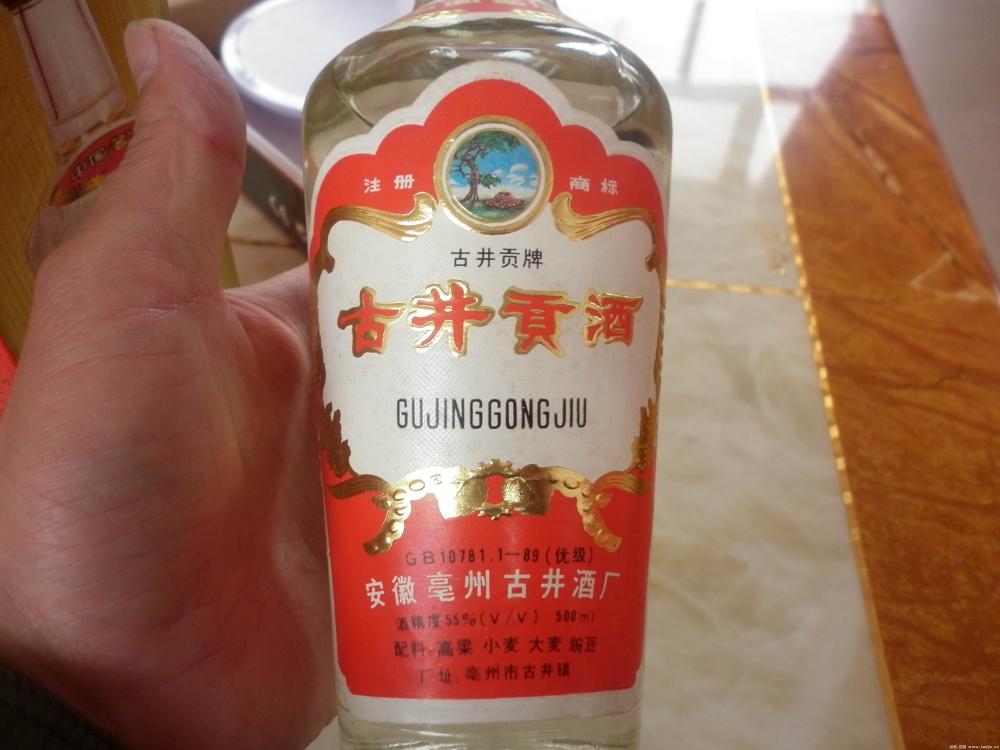 注册 商标
古井贡牌
古井贡酒
GUJINGGONGJIU
GB10781.1—89(优级)
安徽亳州古井酒厂
酒精度55%(V/V) 500ml
配料:高粱 小麦 大麦 豌豆
厂址:亳州市古井镇